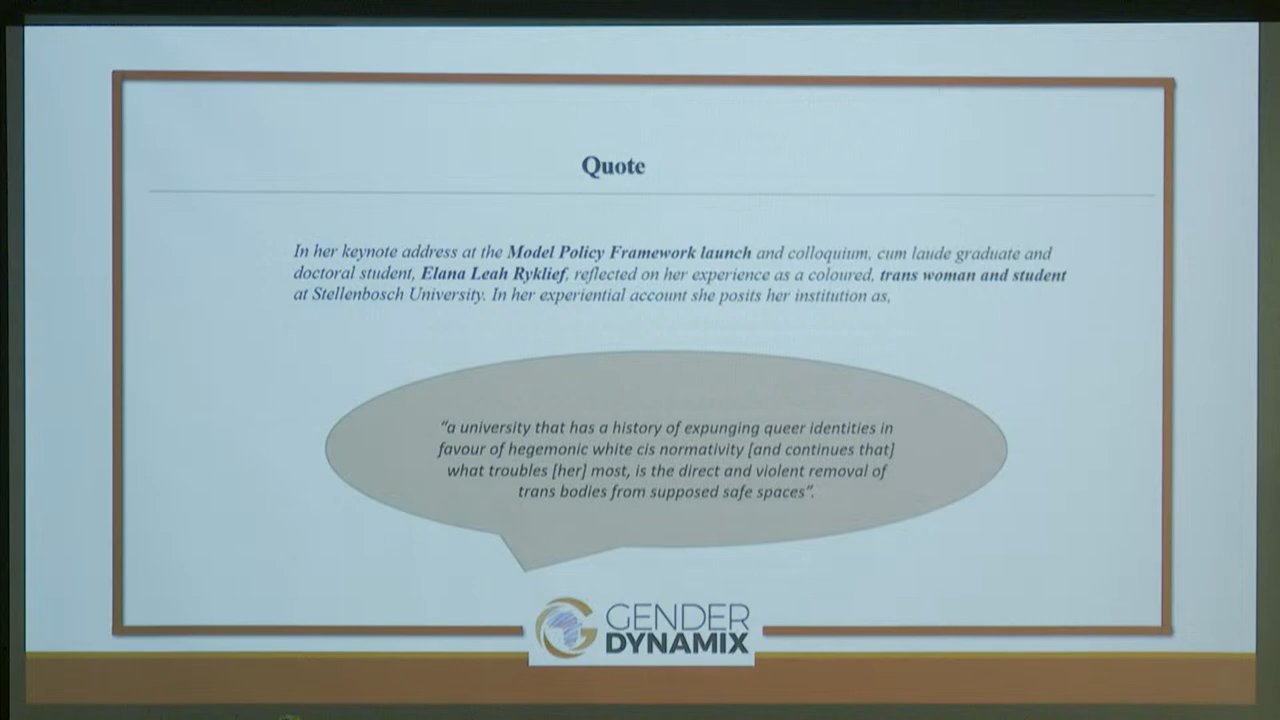 Quote
In her keynote address at the Model Policy Framework launch and colloquium, cum laude graduate and
doctoral student, Elana Leah Ryklief, reflected on her experience as a coloured, trans woman and student
at Stellenbosch University. In her experiential account she posits her institution as,
“a university that has a history of expunging queer identities in
favour of hegemonic white cis normativity [and continues that]
what troubles [her] most, is the direct and violent removal of
trans bodies from supposed safe spaces”.
GENDER
DYNAMIX